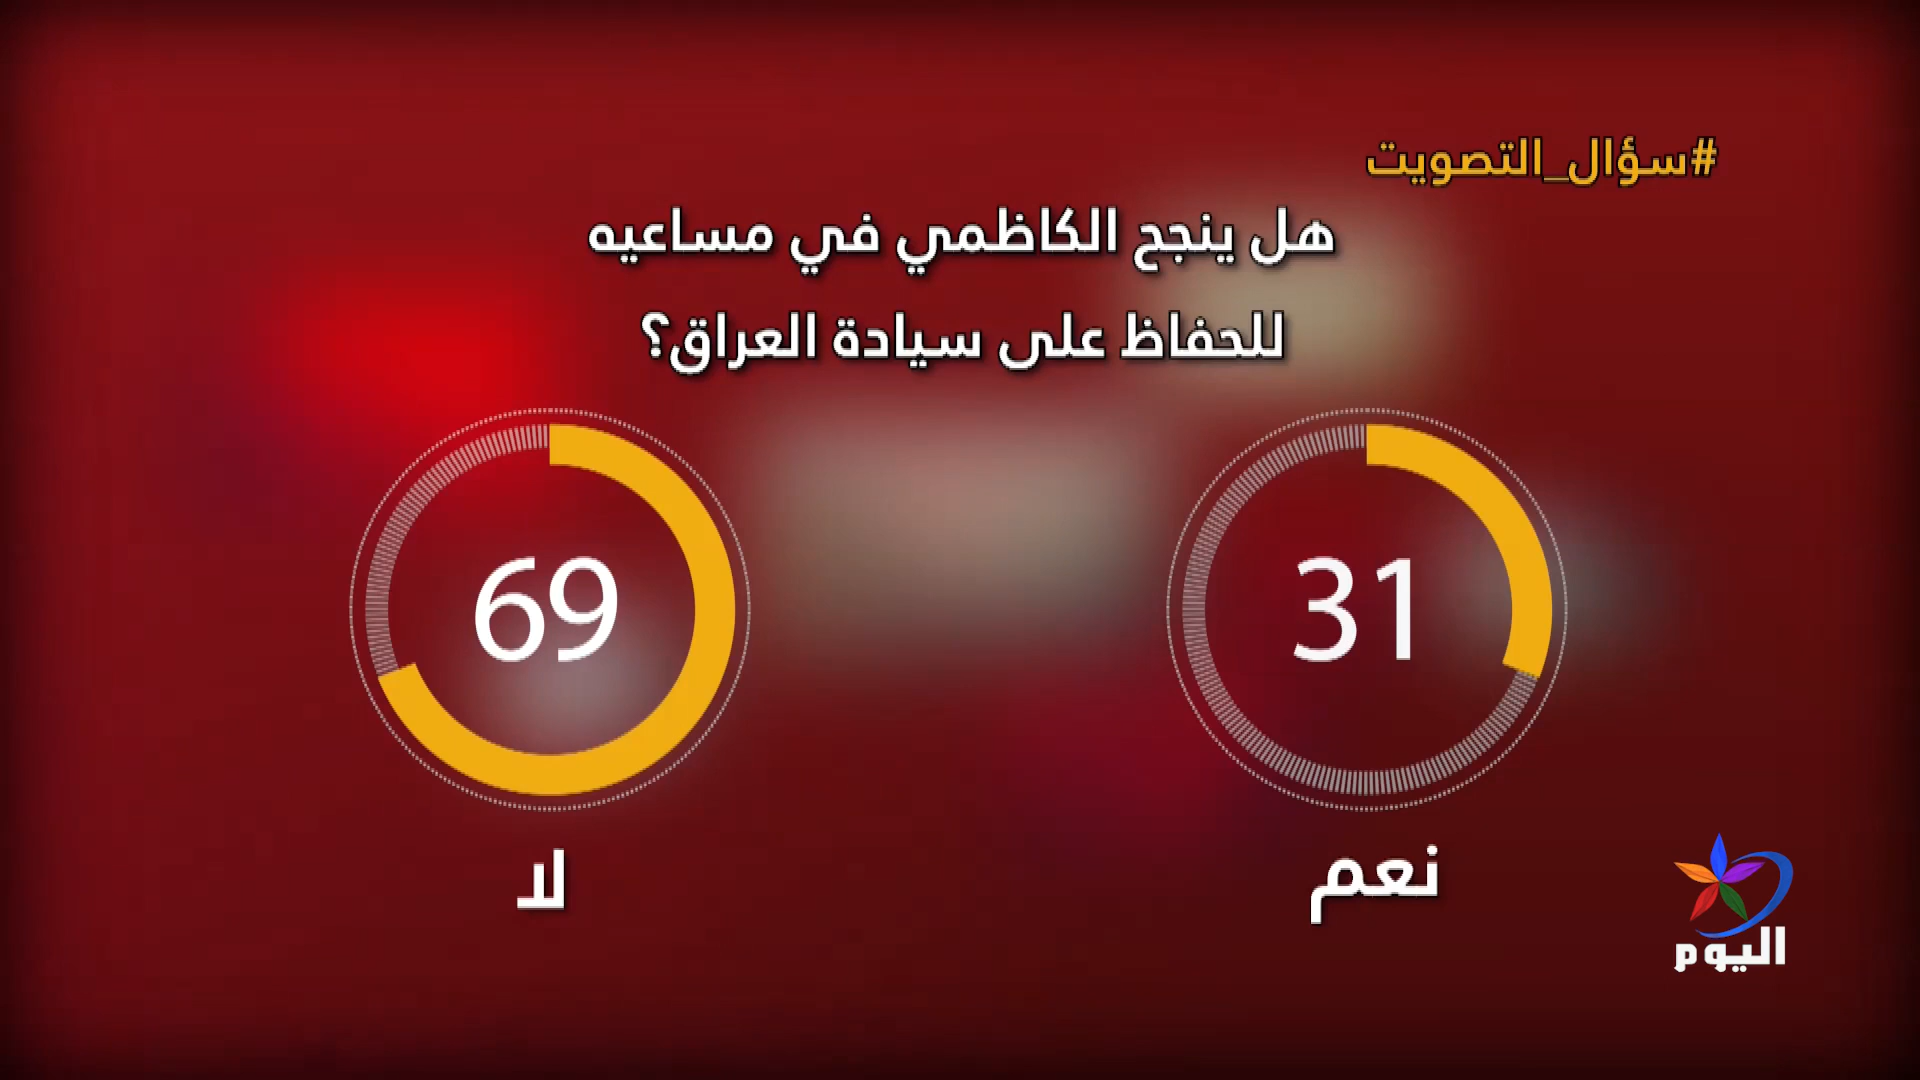 #سؤال_التصويت
هل ينجح الكاظمي في مساعيه
للحفاظ على سيادة العراق؟
31
69
نعم
لا
اليوم